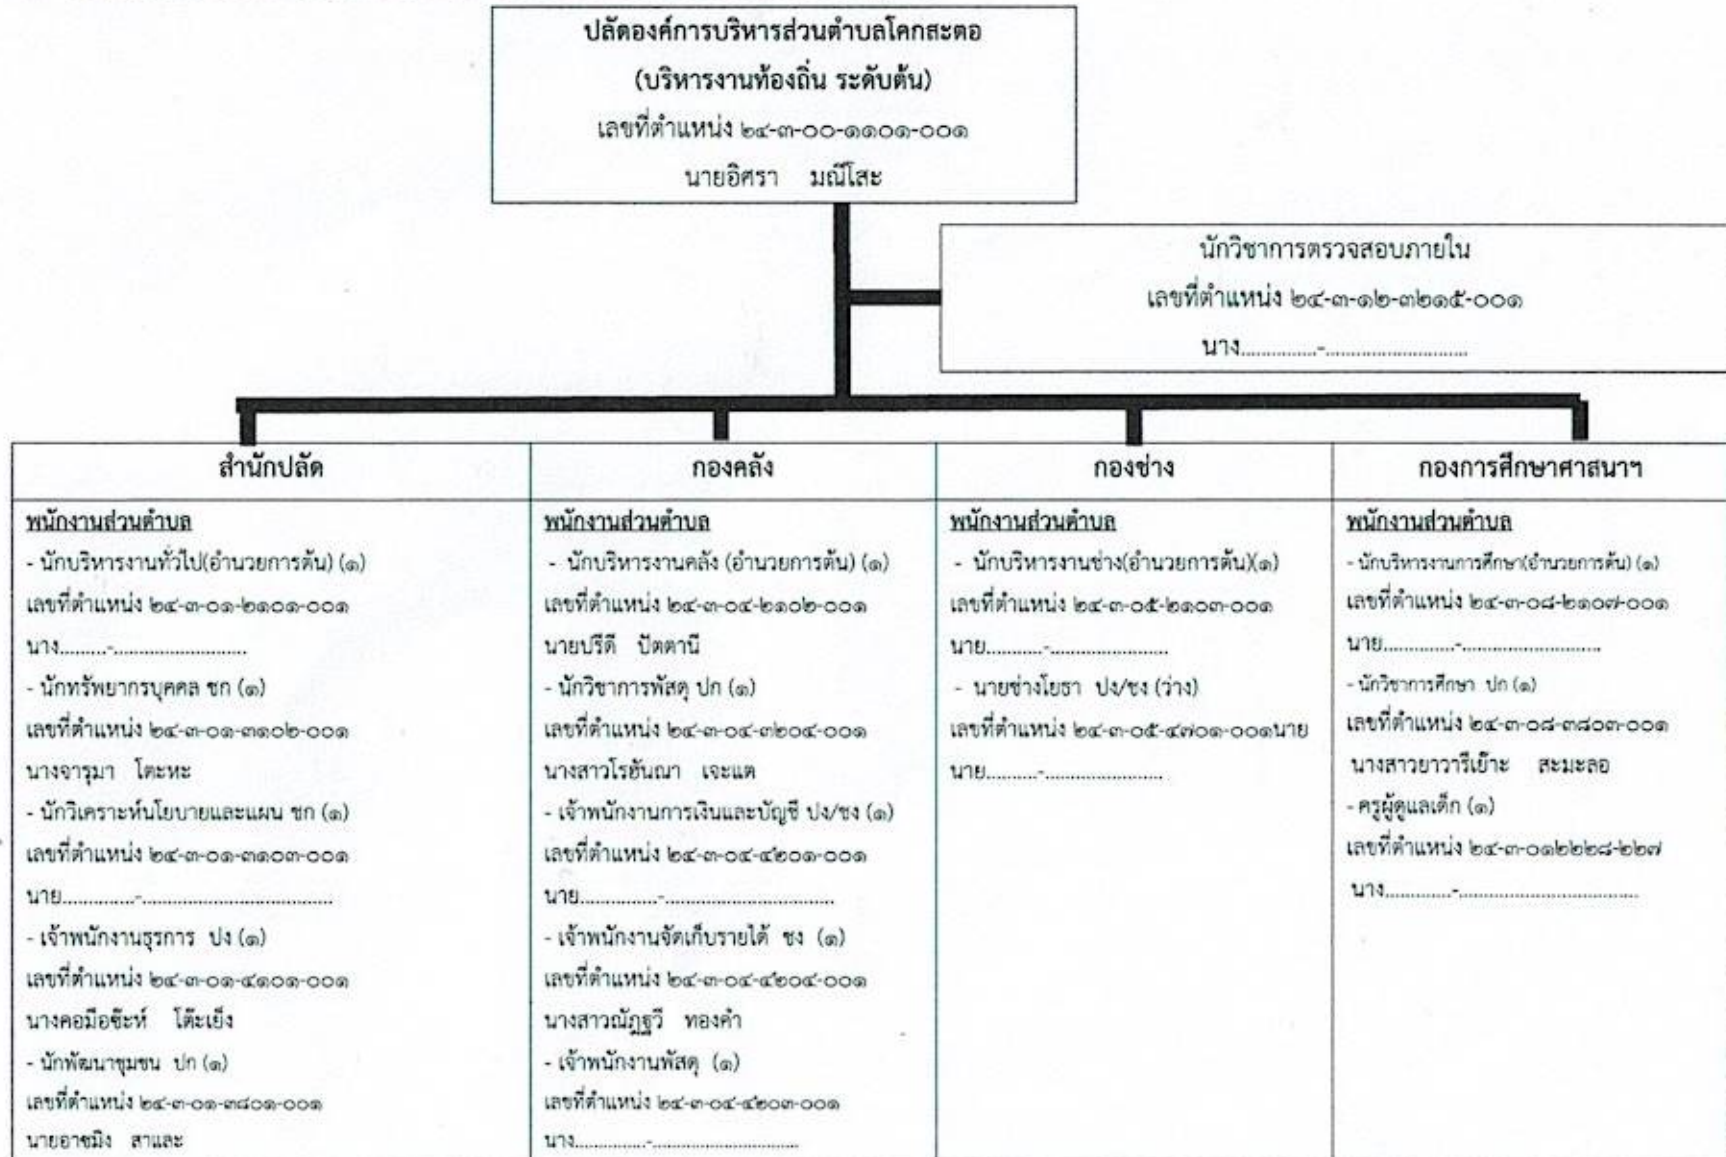 ปลัดองค์การบริหารส่วนตำบลโคกสะตอ
(บริหารงานท้องถิ่น ระดับต้น)
เลขที่ตำแหน่ง ๒๔-๓-๐๐-๑๑๐๑-๐๐๑
นายอิศรา มณีโสะ
นักวิชาการตรวจสอบภายใน
เลขที่ตำแหน่ง ๒๔-๓-๑๒-๓๒๑๕-๐๐๑
นาง..............-...........................
สำนักปลัด
พนักงานส่วนตำบล
- นักบริหารงานทั่วไป(อำนวยการต้น) (๑)
เลขที่ตำแหน่ง ๒๔-๓-๐๑-๒๑๐๑-๐๐๑
นาง.........-..........................
- นักทรัพยากรบุคคล ชก (๑)
เลขที่ตำแหน่ง ๒๔-๓-๐๑-๓๑๐๒-๐๐๑
นางจารุมา โตะหะ
- นักวิเคราะห์นโยบายและแผน ชก (๑)
เลขที่ตำแหน่ง ๒๔-๓-๐๑-๓๑๐๓-๐๐๑
นาย..............-.....................................
- เจ้าพนักงานธุรการ ปง (๑)
เลขที่ตำแหน่ง ๒๔-๓-๐๑-๔๑๐๑-๐๐๑
นางคอมือซ๊ะห์ โต๊ะเย็ง
- นักพัฒนาชุมชน ปก (๑)
เลขที่ตำแหน่ง ๒๔-๓-๐๑-๓๘๐๑-๐๐๑
นายอาซมิง สาและ
กองคลัง
พนักงานส่วนตำบล
- นักบริหารงานคลัง (อำนวยการต้น) (๑)
เลขที่ตำแหน่ง ๒๔-๓-๐๔-๒๑๐๒-๐๐๑
นายปรีดี ปัตตานี
- นักวิชาการพัสดุ ปก (๑)
เลขที่ตำแหน่ง ๒๔-๓-๐๔-๓๒๐๔-๐๐๑
นางสาวโรฮันณา เจะแต
- เจ้าพนักงานการเงินและบัญชี ปง/ชง (๑)
เลขที่ตำแหน่ง ๒๔-๓-๐๔-๔๒๐๑-๐๐๑
นาย...............-.................................
- เจ้าพนักงานจัดเก็บรายได้ ชง (๑)
เลขที่ตำแหน่ง ๒๔-๓-๐๔-๔๒๐๔-๐๐๑
นางสาวณัฏฐวี ทองคำ
- เจ้าพนักงานพัสดุ (๑)
เลขที่ตำแหน่ง ๒๔-๓-๐๔-๔๒๐๓-๐๐๑
นาง..............-............................
กองช่าง
พนักงานส่วนตำบล
- นักบริหารงานช่าง(อำนวยการต้น)(๑)
เลขที่ตำแหน่ง ๒๔-๓-๐๕-๒๑๐๓-๐๐๑
นาย...........-.......................
- นายช่างโยธา ปง/ชง (ว่าง)
เลขที่ตำแหน่ง ๒๔-๓-๐๕-๔๗๐๑-๐๐๑นาย
นาย..........-.......................
กองการศึกษาศาสนาฯ
พนักงานส่วนตำบล
- นักบริหารงานการศึกษา(อำนวยการต้น) (๑)
เลขที่ตำแหน่ง ๒๔-๓-๐๘-๒๑๐๗-๐๐๑
นาย..............-...........................
- นักวิชาการศึกษา ปก (๑)
เลขที่ตำแหน่ง ๒๔-๓-๐๘-๓๘๐๓-๐๐๑
นางสาวยาวารีเย๊าะ สะมะลอ
- ครูผู้ดูแลเด็ก (๑)
เลขที่ตำแหน่ง ๒๔-๓-๐๑๒๒๒๘-๒๒๗
นาง.............-...................................